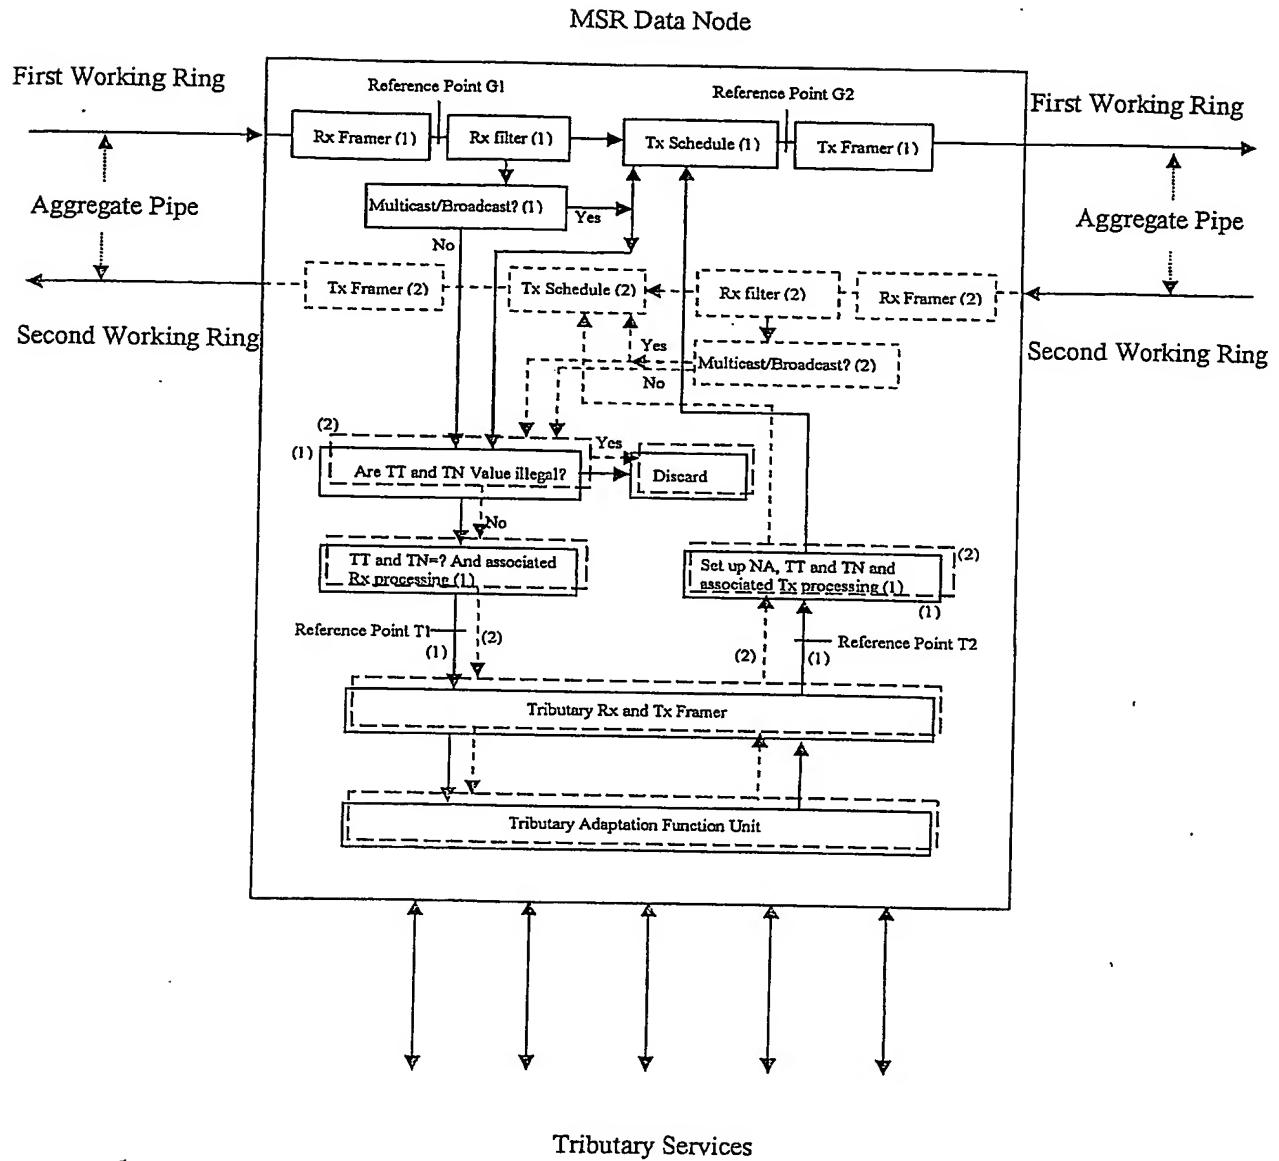 MSR Data Node
First Working Ring
Reference Point G1
Reference Point G2
First Working Ring
Rx Framer (1)
Rx filter (1)
Tx Schedule (1)
Tx Framer (1)
Aggregate Pipe
Multicast/Broadcast? (1)
Yes
Aggregate Pipe
No
Tx Framer (2)
Tx Schedule (2)
Rx filter (2)
Rx Framer (2)
Second Working Ring
Yes
Multicast/Broadcast? (2)
Second Working Ring
No
(2)
(1)
Are TT and TN Value illegal?
Yes
Discard
No
TT and TN=? And associated
Rx processing (1)
Set up NA, TT and TN and
associated Tx processing (1)
(2)
(1)
Reference Point T1
(1)
(2)
(2)
(1)
Reference Point T2
Tributary Rx and Tx Framer
Tributary Adaptation Function Unit
Tributary Services